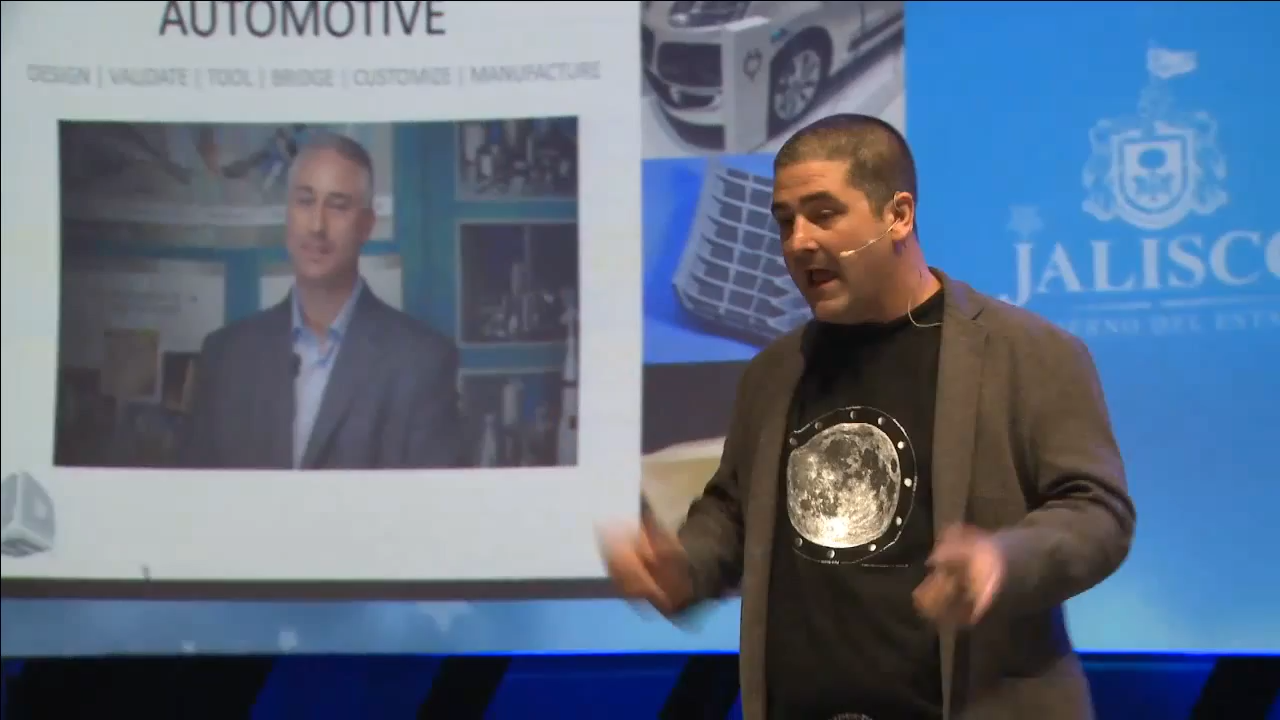 AUTOMOTIVE
DESIGN | VALIDATE | TOOL | BRIDGE | CUSTOMIZE | MANUFACTURE
JALISCO